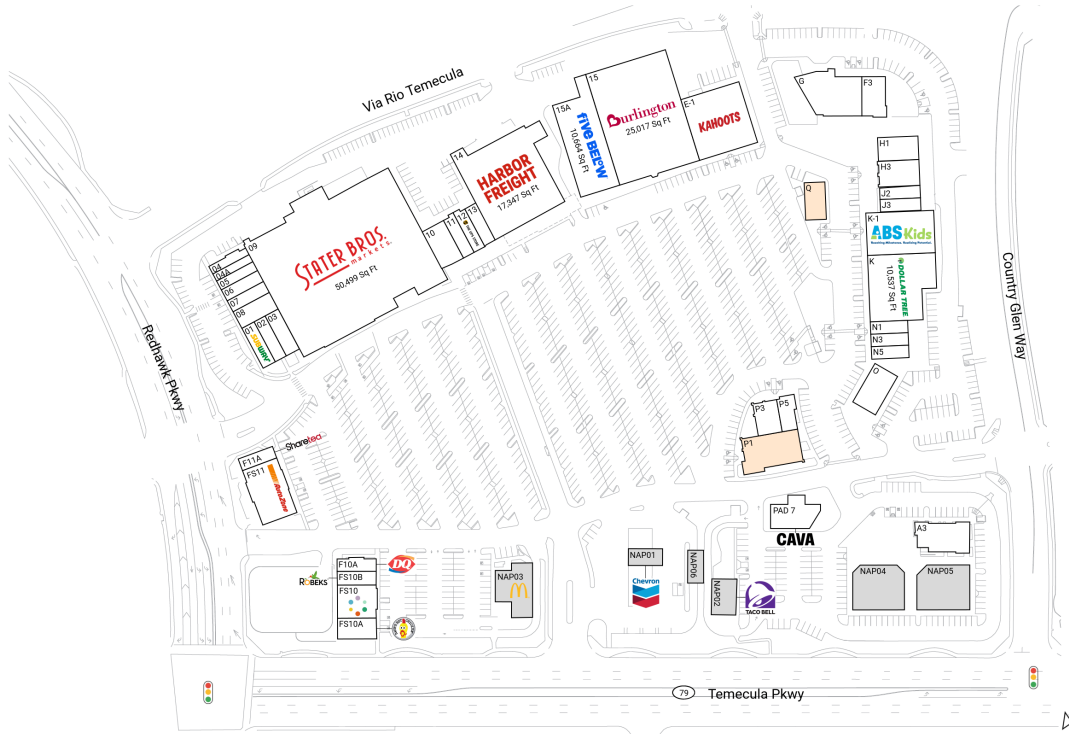 Via Rio Temecula
15
15A
five BELOW
10,664 Sq Ft
Burlington
25,017 Sq Ft
E-1
KAHOOTS
G
F3
H1
H3
J2
J3
K-1
ABS Kids
K
DOLLAR TREE
10,537 Sq Ft
N1
N3
N5
O
Q
14
HARBOR
FREIGHT
17,347 Sq Ft
13
12
11
10
09
STATER BROS.
markets
50,499 Sq Ft
04
04A
05
06
07
08
01
02
03
SUBWAY
Redhawk Pkwy
Country Glen Way
P3
P5
P1
Sharetea
F11A
FS11
AutoZone
PAD 7
CAVA
A3
NAP01
Chevron
NAP06
NAP02
TACO BELL
NAP04
NAP05
F10A
DQ
FS10B
ROBEKS
FS10
FS10A
NAP03
79
Temecula Pkwy